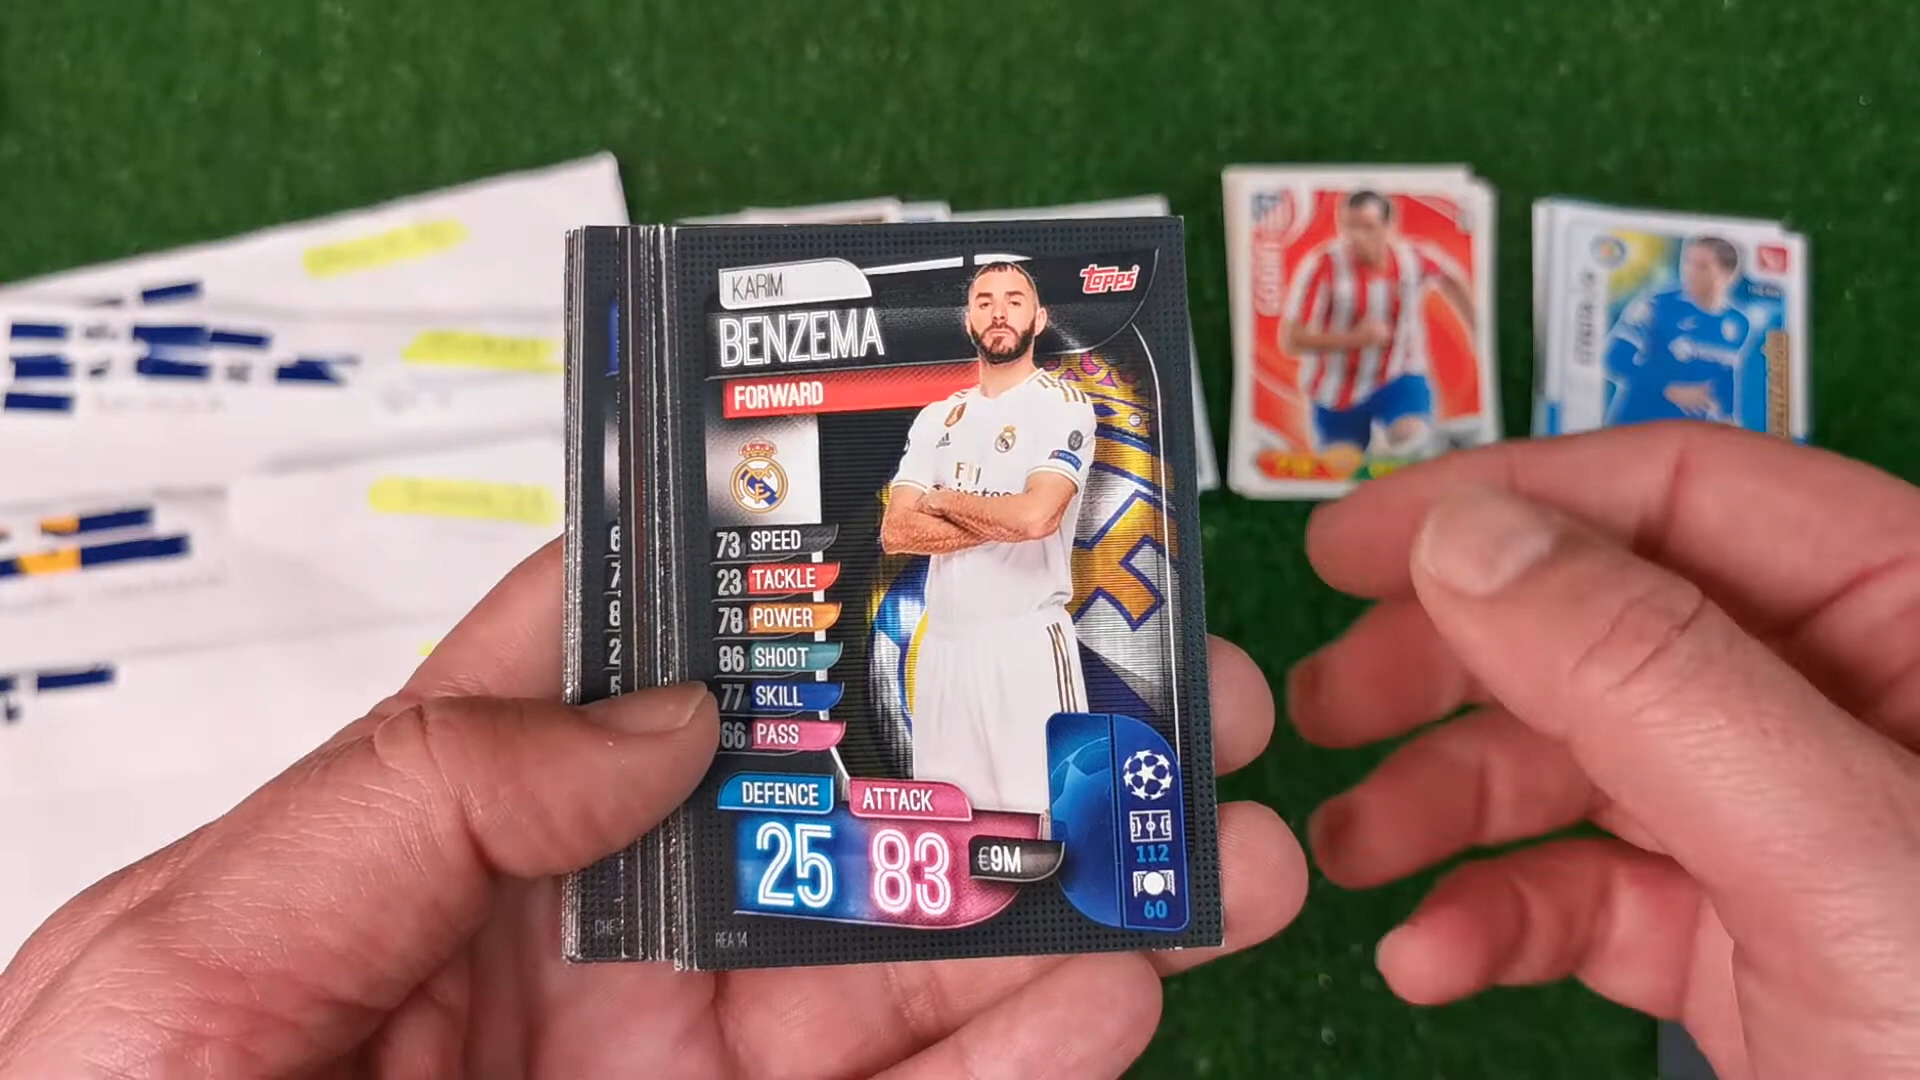 KARIM
BENZEMA
topps
FORWARD
73 SPEED
23 TACKLE
78 POWER
86 SHOOT
77 SKILL
66 PASS
DEFENCE
ATTACK
25
83
€9M
112
60
REA 14
CHE